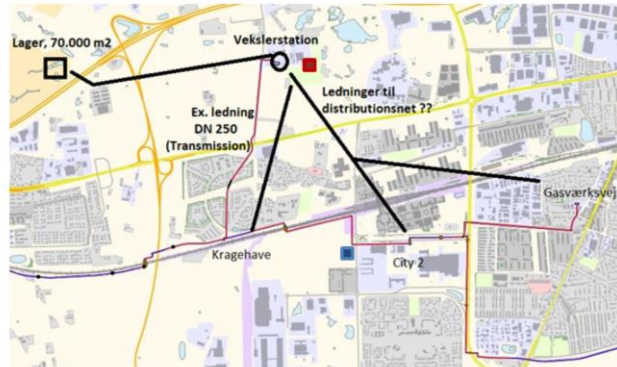 Lager, 70.000 m2
Vekslerstation
Ledninger til
distributionsnet ??
Ex. ledning
DN 250
(Transmission)
Gasværksvej
Kragehave
City 2